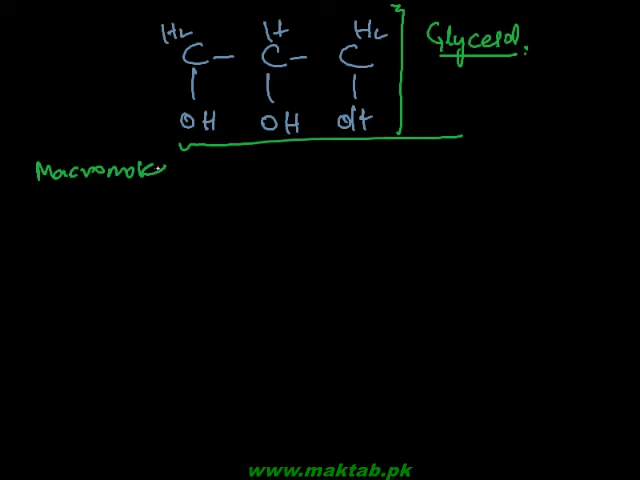 H2 H H2
C – C – C
OH OH OH
Glycerol.
Macromole
www.maktab.pk